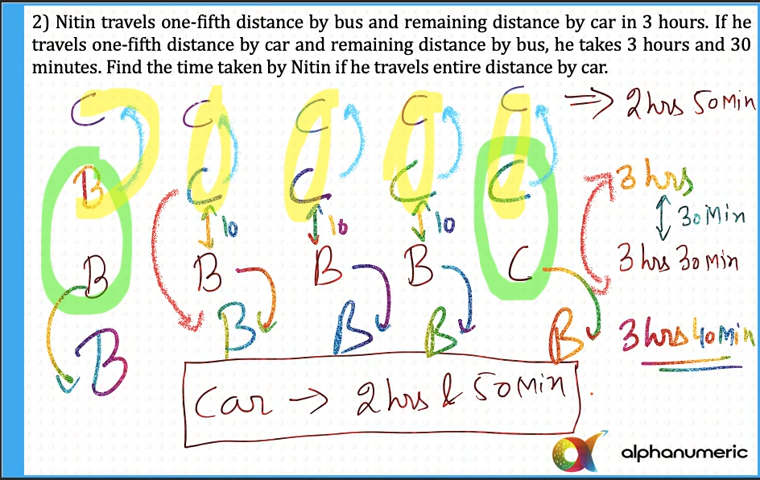 2) Nitin travels one-fifth distance by bus and remaining distance by car in 3 hours. If he
travels one-fifth distance by car and remaining distance by bus, he takes 3 hours and 30
minutes. Find the time taken by Nitin if he travels entire distance by car.
C C C C C ⇒ 2 hrs 50 Min
B C C C C 3 hrs
10 10 10 30 Min
B B B B C 3 hrs 30 min
B B B B B 3 hrs 40 min
Car → 2 hrs & 50 Min
alphanumeric